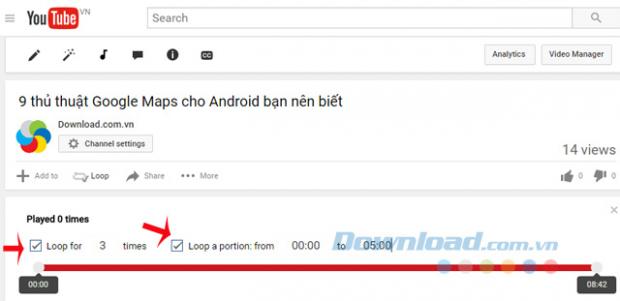 YouTube VN
Search
Analytics Video Manager
CC
9 thủ thuật Google Maps cho Android bạn nên biết
Download.com.vn
Channel settings
14 views
Add to Loop Share More 0 0
Played 0 times
Loop for 3 times Loop a portion: from 00:00 to 05:00
Download.com.vn
00:00 08:42